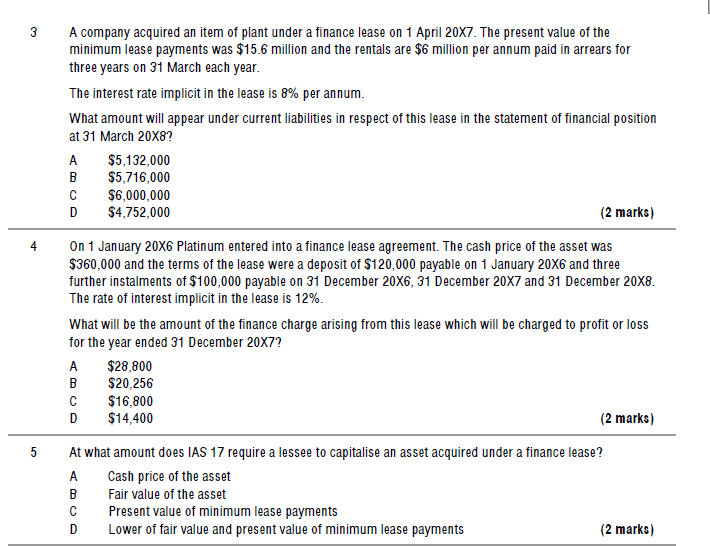 3 A company acquired an item of plant under a finance lease on 1 April 20X7. The present value of the
minimum lease payments was $15.6 million and the rentals are $6 million per annum paid in arrears for
three years on 31 March each year.
The interest rate implicit in the lease is 8% per annum.
What amount will appear under current liabilities in respect of this lease in the statement of financial position
at 31 March 20X8?
A $5,132,000
B $5,716,000
C $6,000,000
D $4,752,000 (2 marks)
4 On 1 January 20X6 Platinum entered into a finance lease agreement. The cash price of the asset was
$360,000 and the terms of the lease were a deposit of $120,000 payable on 1 January 20X6 and three
further instalments of $100,000 payable on 31 December 20X6, 31 December 20X7 and 31 December 20X8.
The rate of interest implicit in the lease is 12%.
What will be the amount of the finance charge arising from this lease which will be charged to profit or loss
for the year ended 31 December 20X7?
A $28,800
B $20,256
C $16,800
D $14,400 (2 marks)
5 At what amount does IAS 17 require a lessee to capitalise an asset acquired under a finance lease?
A Cash price of the asset
B Fair value of the asset
C Present value of minimum lease payments
D Lower of fair value and present value of minimum lease payments (2 marks)